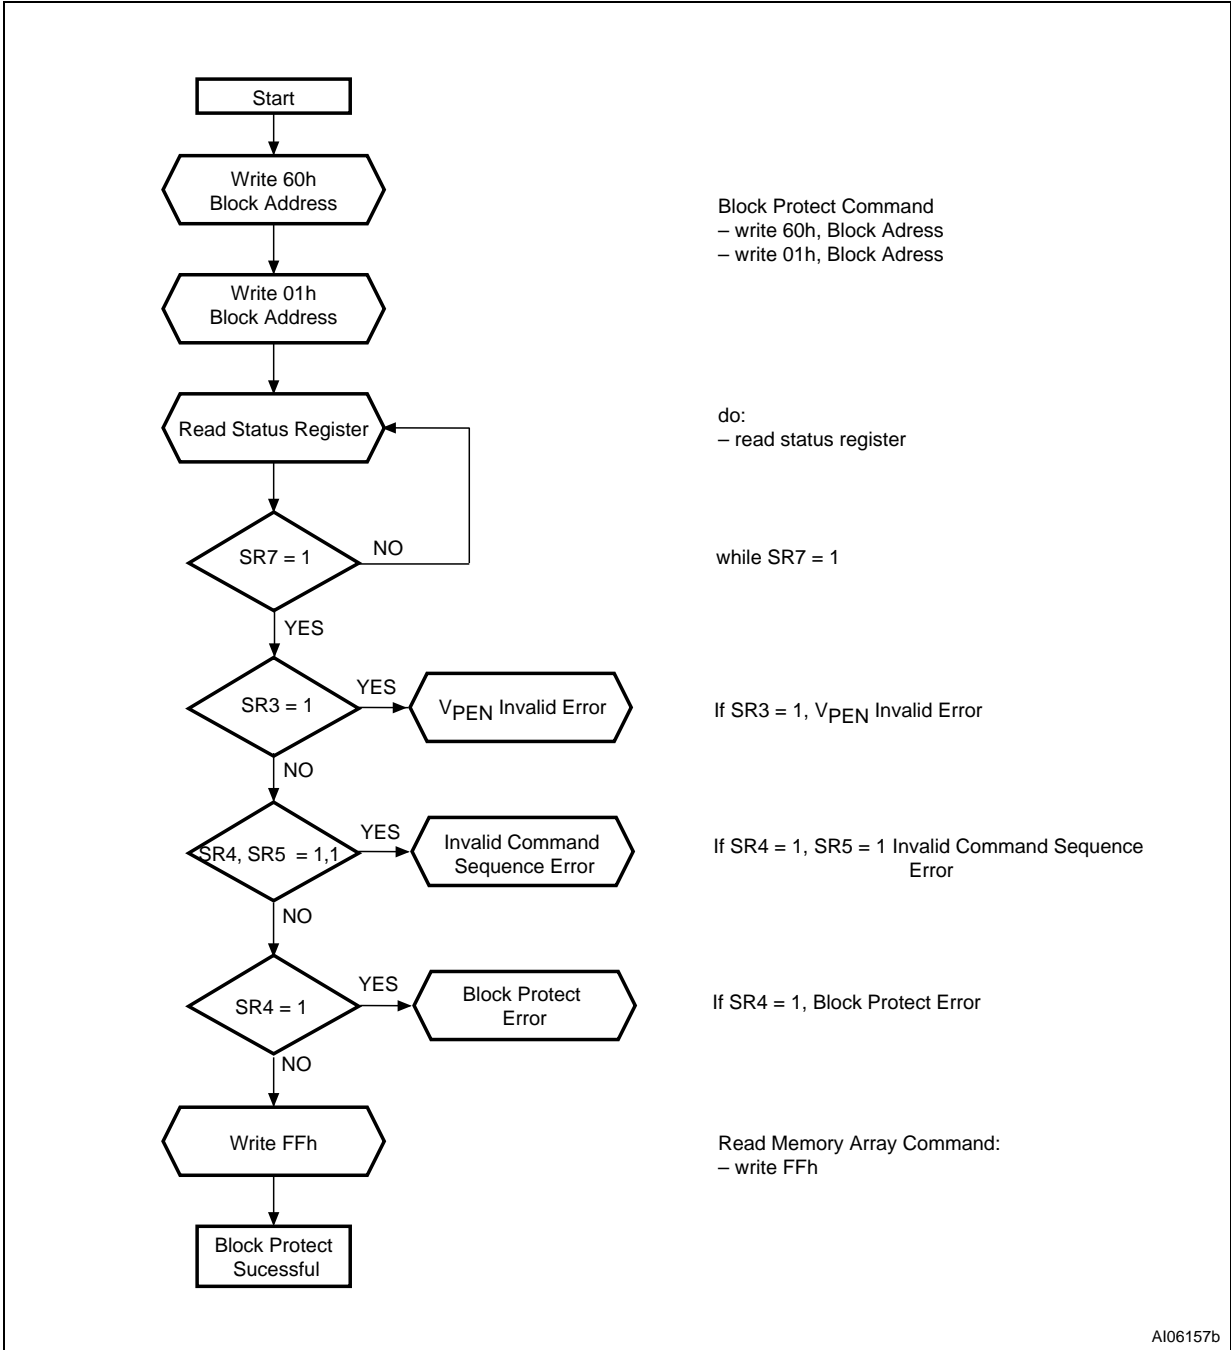 Start
Write 60h
Block Address
Block Protect Command
– write 60h, Block Adress
– write 01h, Block Adress
Write 01h
Block Address
Read Status Register
do:
– read status register
SR7 = 1
NO
while SR7 = 1
YES
SR3 = 1
YES
VPEN Invalid Error
If SR3 = 1, VPEN Invalid Error
NO
SR4, SR5 = 1,1
YES
Invalid Command
Sequence Error
If SR4 = 1, SR5 = 1 Invalid Command Sequence
Error
NO
SR4 = 1
YES
Block Protect
Error
If SR4 = 1, Block Protect Error
NO
Write FFh
Read Memory Array Command:
– write FFh
Block Protect
Sucessful
AI06157b